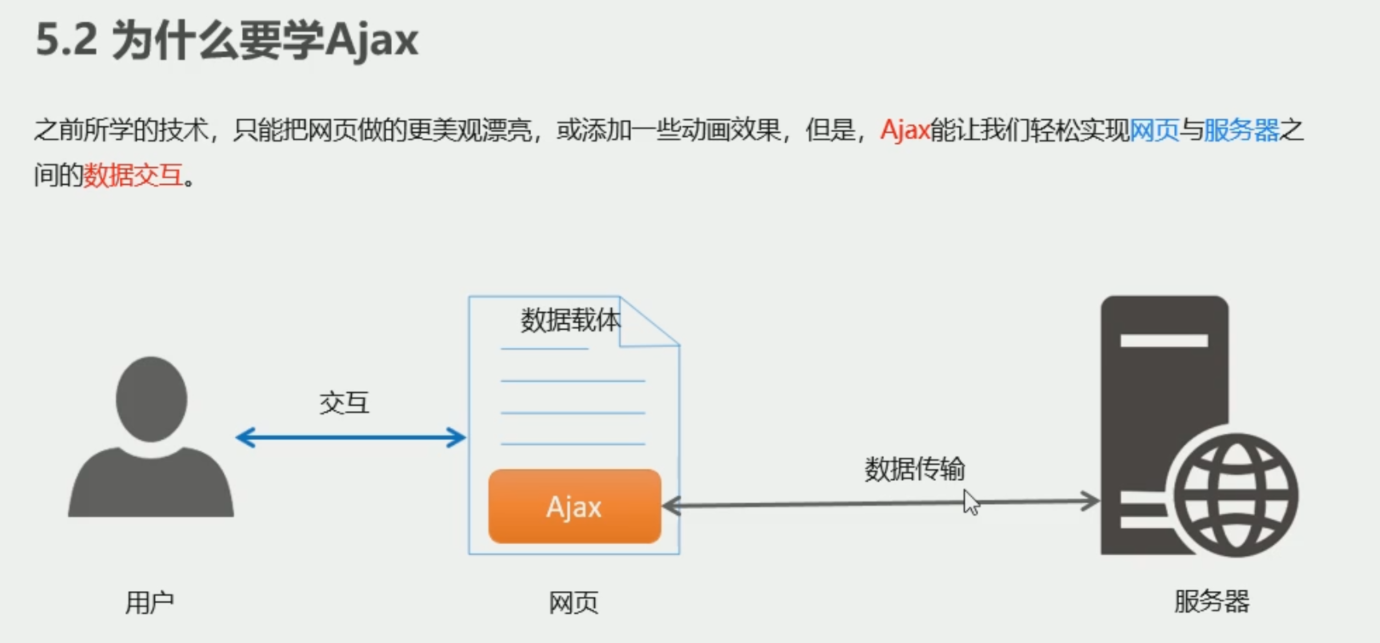 5.2 为什么要学Ajax
之前所学的技术，只能把网页做的更美观漂亮，或添加一些动画效果，但是，Ajax能让我们轻松实现网页与服务器之
间的数据交互。
数据载体
交互
数据传输
Ajax
用户
网页
服务器